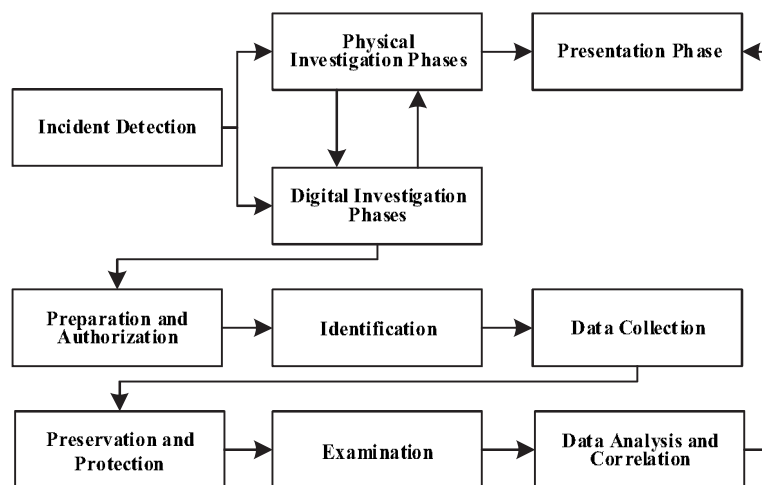 Physical
Investigation Phases
Presentation Phase
Incident Detection
Digital Investigation
Phases
Preparation and
Authorization
Identification
Data Collection
Preservation and
Protection
Examination
Data Analysis and
Correlation